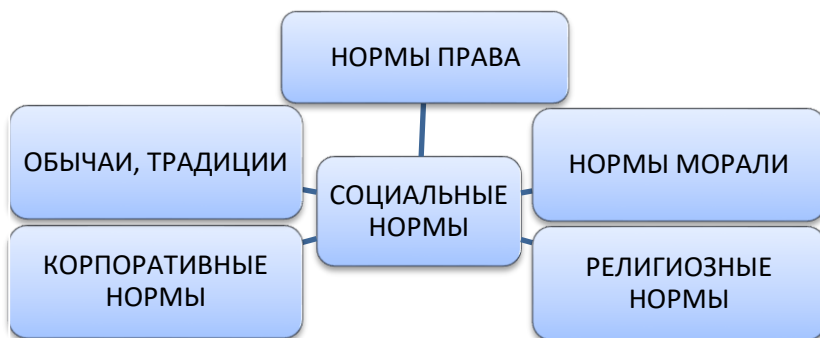 НОРМЫ ПРАВА
ОБЫЧАИ, ТРАДИЦИИ
НОРМЫ МОРАЛИ
СОЦИАЛЬНЫЕ
НОРМЫ
КОРПОРАТИВНЫЕ
НОРМЫ
РЕЛИГИОЗНЫЕ
НОРМЫ